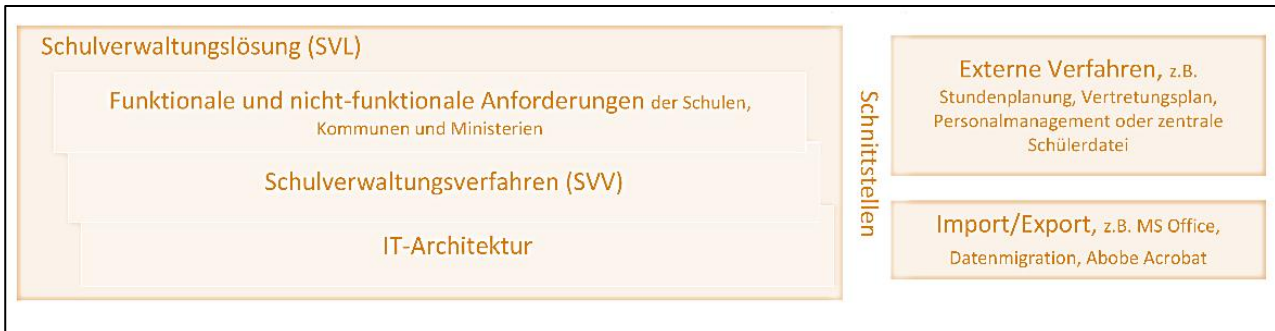 Schulverwaltungslösung (SVL)
Funktionale und nicht-funktionale Anforderungen der Schulen,
Kommunen und Ministerien
Schulverwaltungsverfahren (SVV)
IT-Architektur
Schnittstellen
Externe Verfahren, z.B.
Stundenplanung, Vertretungsplan,
Personalmanagement oder zentrale
Schülerdatei
Import/Export, z.B. MS Office,
Datenmigration, Abobe Acrobat